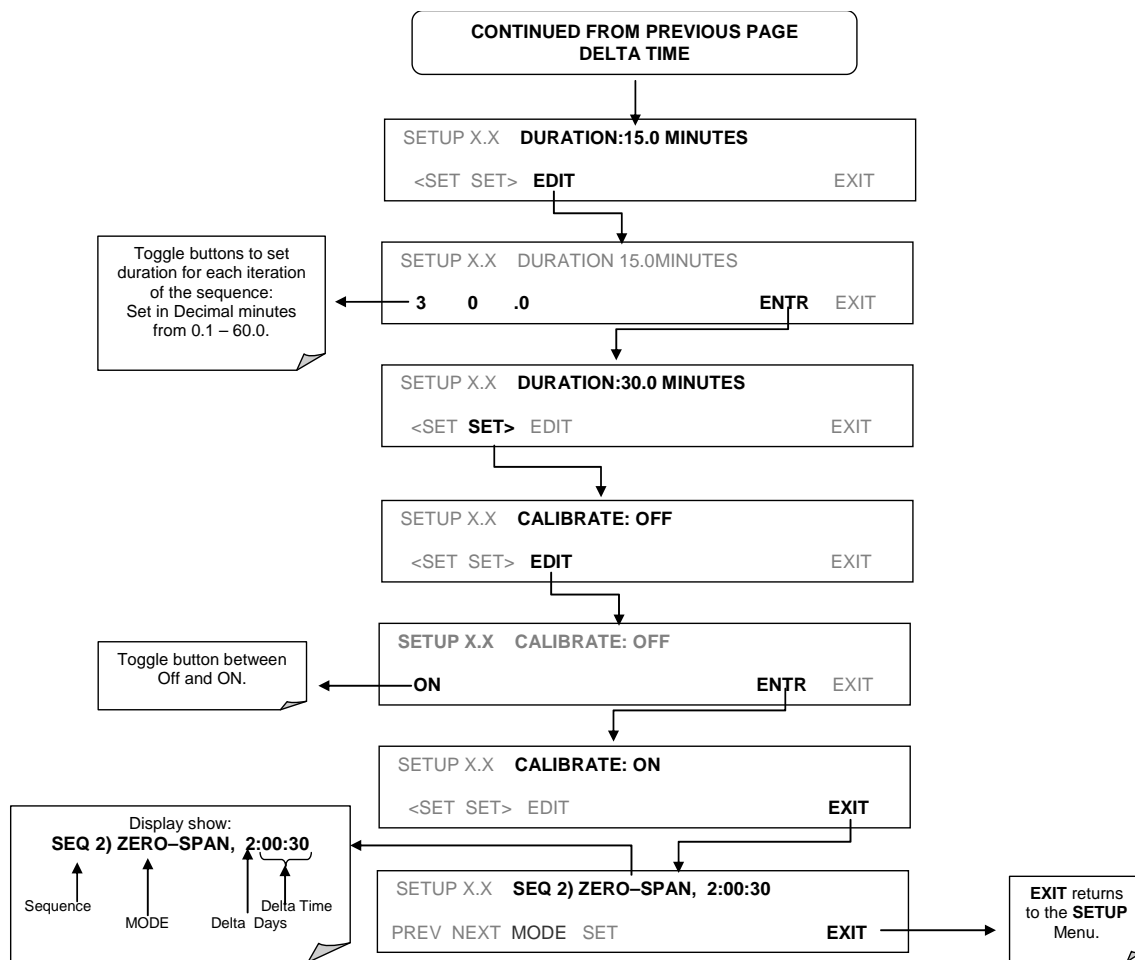 CONTINUED FROM PREVIOUS PAGE
DELTA TIME
SETUP X.X DURATION:15.0 MINUTES
<SET SET> EDIT EXIT
Toggle buttons to set
duration for each iteration
of the sequence:
Set in Decimal minutes
from 0.1 – 60.0.
SETUP X.X DURATION 15.0MINUTES
3 0 .0 ENTR EXIT
SETUP X.X DURATION:30.0 MINUTES
<SET SET> EDIT EXIT
SETUP X.X CALIBRATE: OFF
<SET SET> EDIT EXIT
Toggle button between
Off and ON.
SETUP X.X CALIBRATE: OFF
ON ENTR EXIT
SETUP X.X CALIBRATE: ON
<SET SET> EDIT EXIT
Display show:
SEQ 2) ZERO–SPAN, 2:00:30
Sequence
MODE
Delta Days
Delta Time
SETUP X.X SEQ 2) ZERO–SPAN, 2:00:30
PREV NEXT MODE SET EXIT
EXIT returns
to the SETUP
Menu.